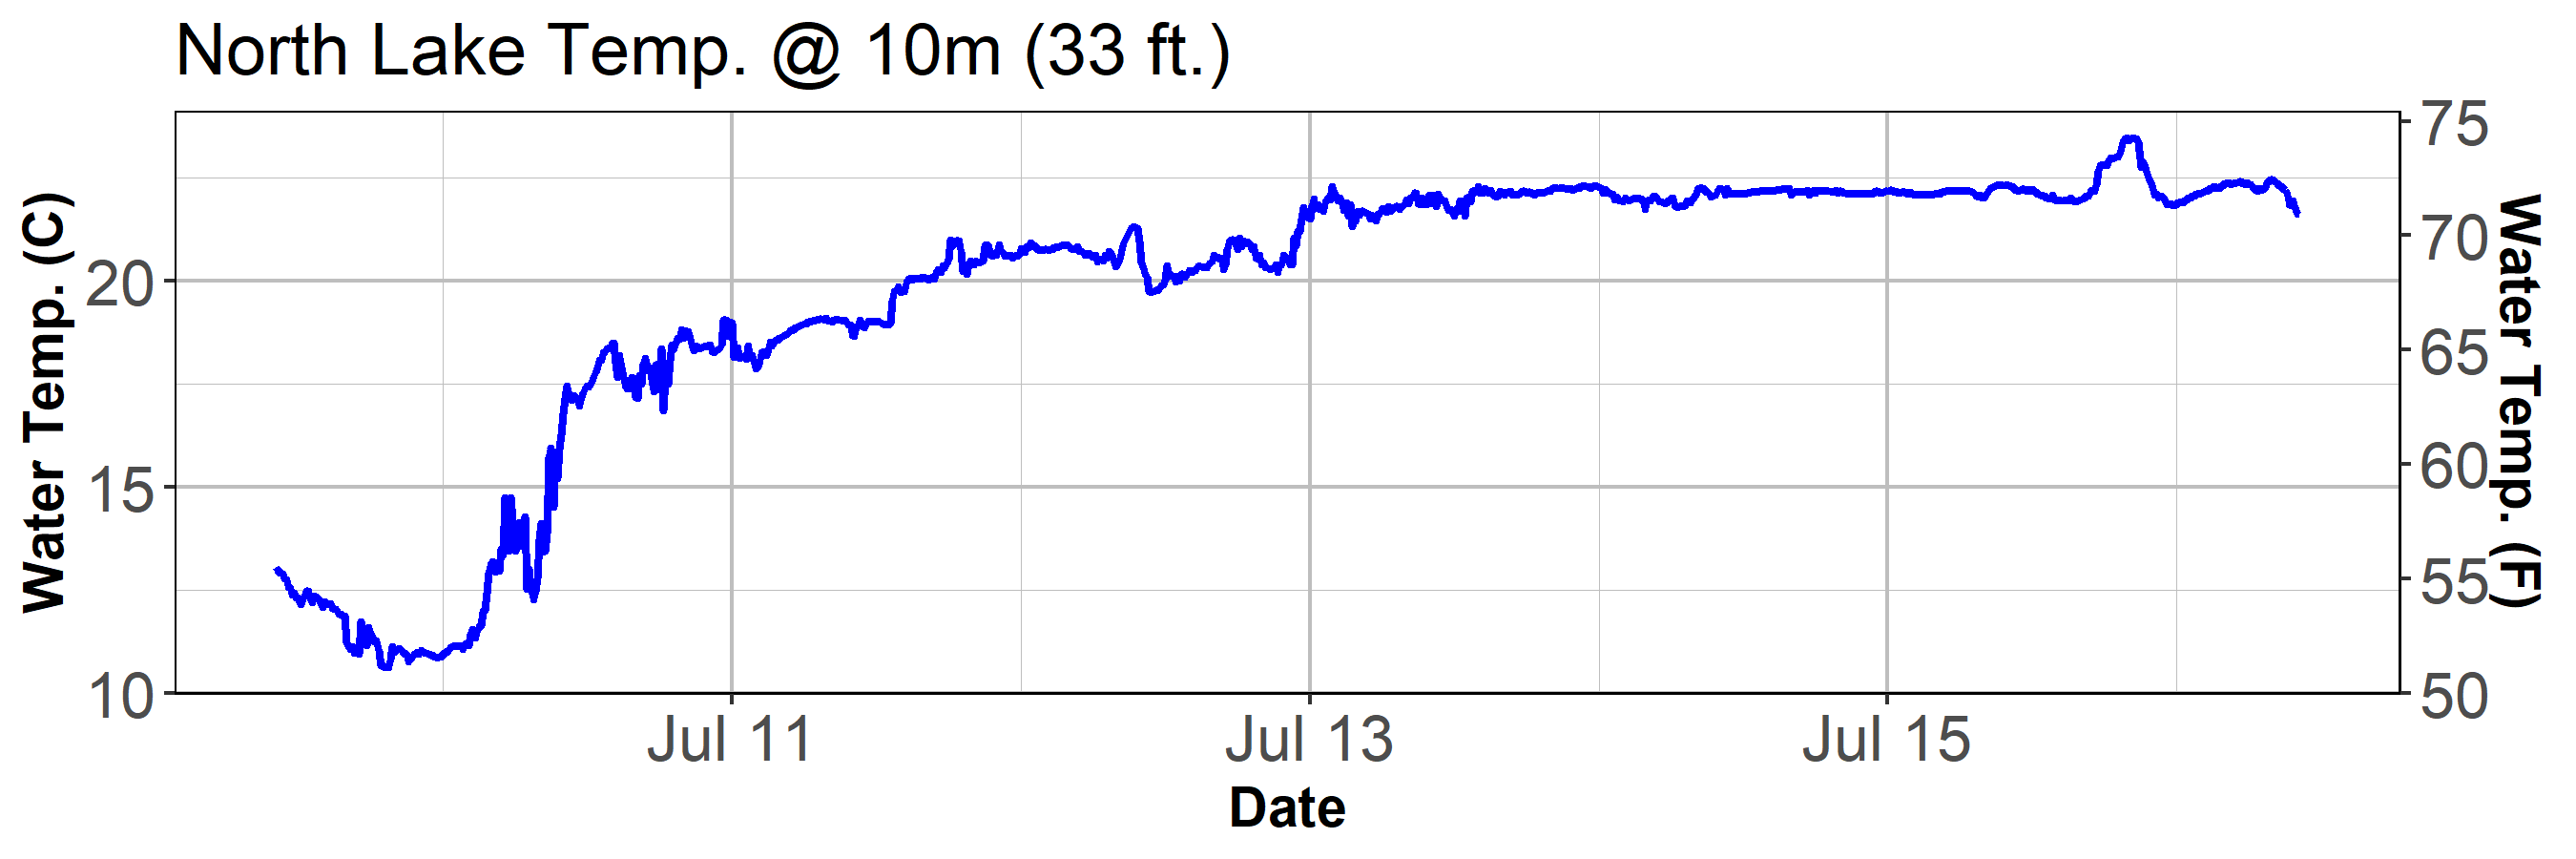 North Lake Temp. @ 10m (33 ft.)
Water Temp. (C)
20
15
10
75
70
65
60
55
50
Water Temp. (F)
Jul 11
Jul 13
Jul 15
Date